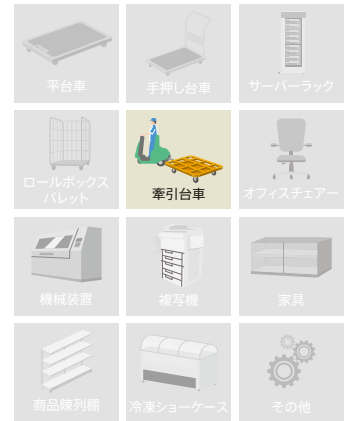 平台車
手押し台車
サーバーラック
ロールボックス
パレット
牽引台車
オフィスチェアー
機械装置
複写機
家具
商品陳列棚
冷凍ショーケース
その他